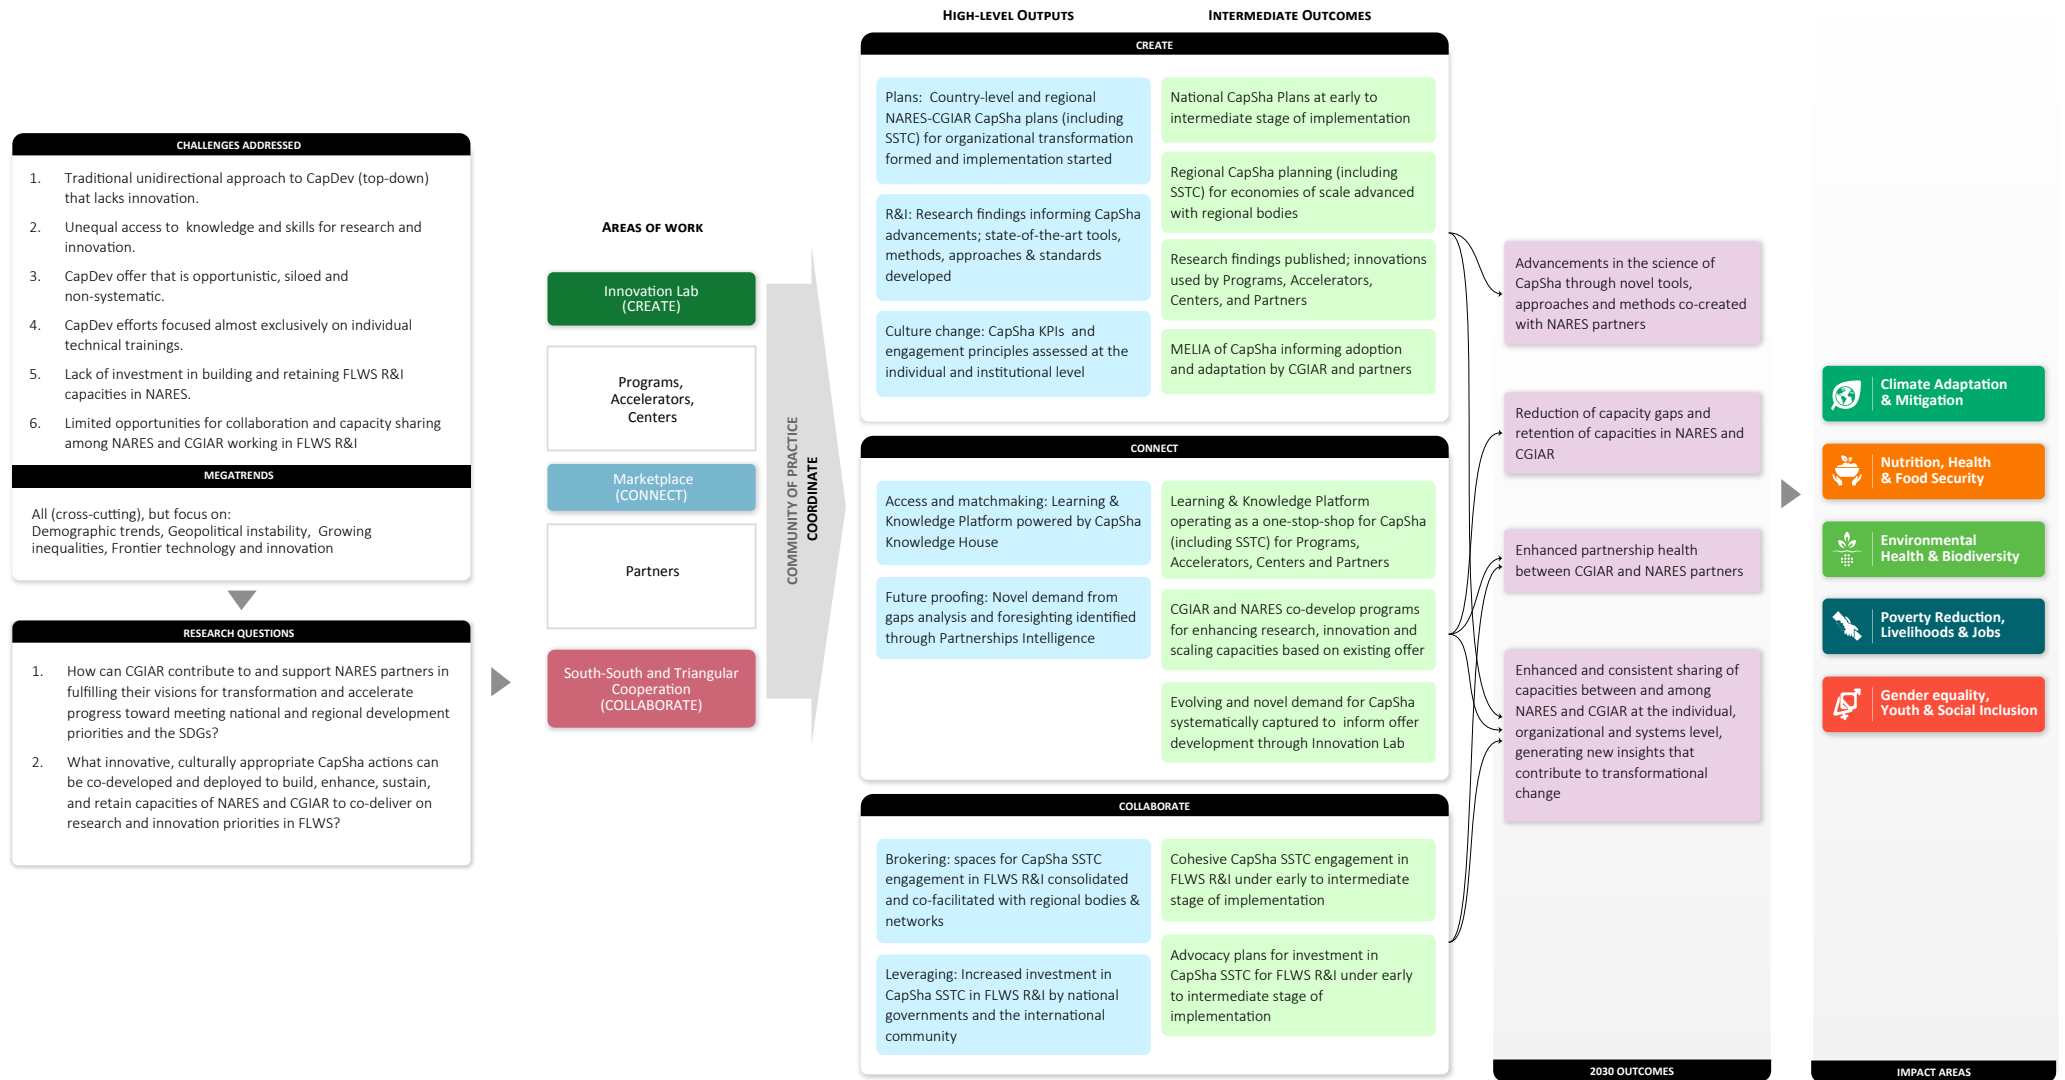 CHALLENGES ADDRESSED
1. Traditional unidirectional approach to CapDev (top-down)
that lacks innovation.
2. Unequal access to knowledge and skills for research and
innovation.
3. CapDev offer that is opportunistic, siloed and
non-systematic.
4. CapDev efforts focused almost exclusively on individual
technical trainings.
5. Lack of investment in building and retaining FLWS R&I
capacities in NARES.
6. Limited opportunities for collaboration and capacity sharing
among NARES and CGIAR working in FLWS R&I
MEGATRENDS
All (cross-cutting), but focus on:
Demographic trends, Geopolitical instability, Growing
inequalities, Frontier technology and innovation
RESEARCH QUESTIONS
1. How can CGIAR contribute to and support NARES partners in
fulfilling their visions for transformation and accelerate
progress toward meeting national and regional development
priorities and the SDGs?
2. What innovative, culturally appropriate CapSha actions can
be co-developed and deployed to build, enhance, sustain,
and retain capacities of NARES and CGIAR to co-deliver on
research and innovation priorities in FLWS?
AREAS OF WORK
Innovation Lab
(CREATE)
Programs,
Accelerators,
Centers
Marketplace
(CONNECT)
Partners
South-South and Triangular
Cooperation
(COLLABORATE)
COMMUNITY OF PRACTICE
COORDINATE
HIGH-LEVEL OUTPUTS
INTERMEDIATE OUTCOMES
CREATE
Plans: Country-level and regional
NARES-CGIAR CapSha plans (including
SSTC) for organizational transformation
formed and implementation started
R&I: Research findings informing CapSha
advancements; state-of-the-art tools,
methods, approaches & standards
developed
Culture change: CapSha KPIs and
engagement principles assessed at the
individual and institutional level
National CapSha Plans at early to
intermediate stage of implementation
Regional CapSha planning (including
SSTC) for economies of scale advanced
with regional bodies
Research findings published; innovations
used by Programs, Accelerators,
Centers, and Partners
MELIA of CapSha informing adoption
and adaptation by CGIAR and partners
CONNECT
Access and matchmaking: Learning &
Knowledge Platform powered by CapSha
Knowledge House
Future proofing: Novel demand from
gaps analysis and foresighting identified
through Partnerships Intelligence
Learning & Knowledge Platform
operating as a one-stop-shop for CapSha
(including SSTC) for Programs,
Accelerators, Centers and Partners
CGIAR and NARES co-develop programs
for enhancing research, innovation and
scaling capacities based on existing offer
Evolving and novel demand for CapSha
systematically captured to inform offer
development through Innovation Lab
COLLABORATE
Brokering: spaces for CapSha SSTC
engagement in FLWS R&I consolidated
and co-facilitated with regional bodies &
networks
Leveraging: Increased investment in
CapSha SSTC in FLWS R&I by national
governments and the international
community
Cohesive CapSha SSTC engagement in
FLWS R&I under early to intermediate
stage of implementation
Advocacy plans for investment in
CapSha SSTC for FLWS R&I under early
to intermediate stage of
implementation
Advancements in the science of
CapSha through novel tools,
approaches and methods co-created
with NARES partners
Reduction of capacity gaps and
retention of capacities in NARES and
CGIAR
Enhanced partnership health
between CGIAR and NARES partners
Enhanced and consistent sharing of
capacities between and among
NARES and CGIAR at the individual,
organizational and systems level,
generating new insights that
contribute to transformational
change
2030 OUTCOMES
Climate Adaptation
& Mitigation
Nutrition, Health
& Food Security
Environmental
Health & Biodiversity
Poverty Reduction,
Livelihoods & Jobs
Gender equality,
Youth & Social Inclusion
IMPACT AREAS